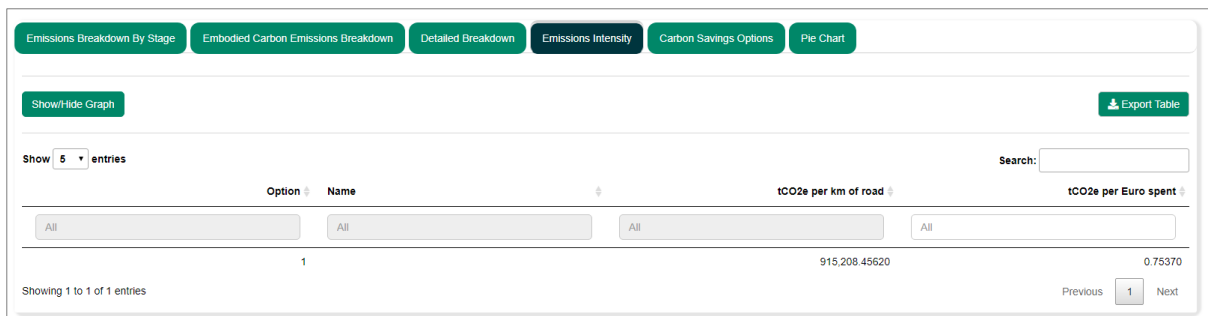 Emissions Breakdown By Stage Embodied Carbon Emissions Breakdown Detailed Breakdown Emissions Intensity Carbon Savings Options Pie Chart
Show/Hide Graph Export Table
Show 5 entries Search:
Option Name tCO2e per km of road tCO2e per Euro spent
All All All All
1 915,208.45620 0.75370
Showing 1 to 1 of 1 entries Previous 1 Next